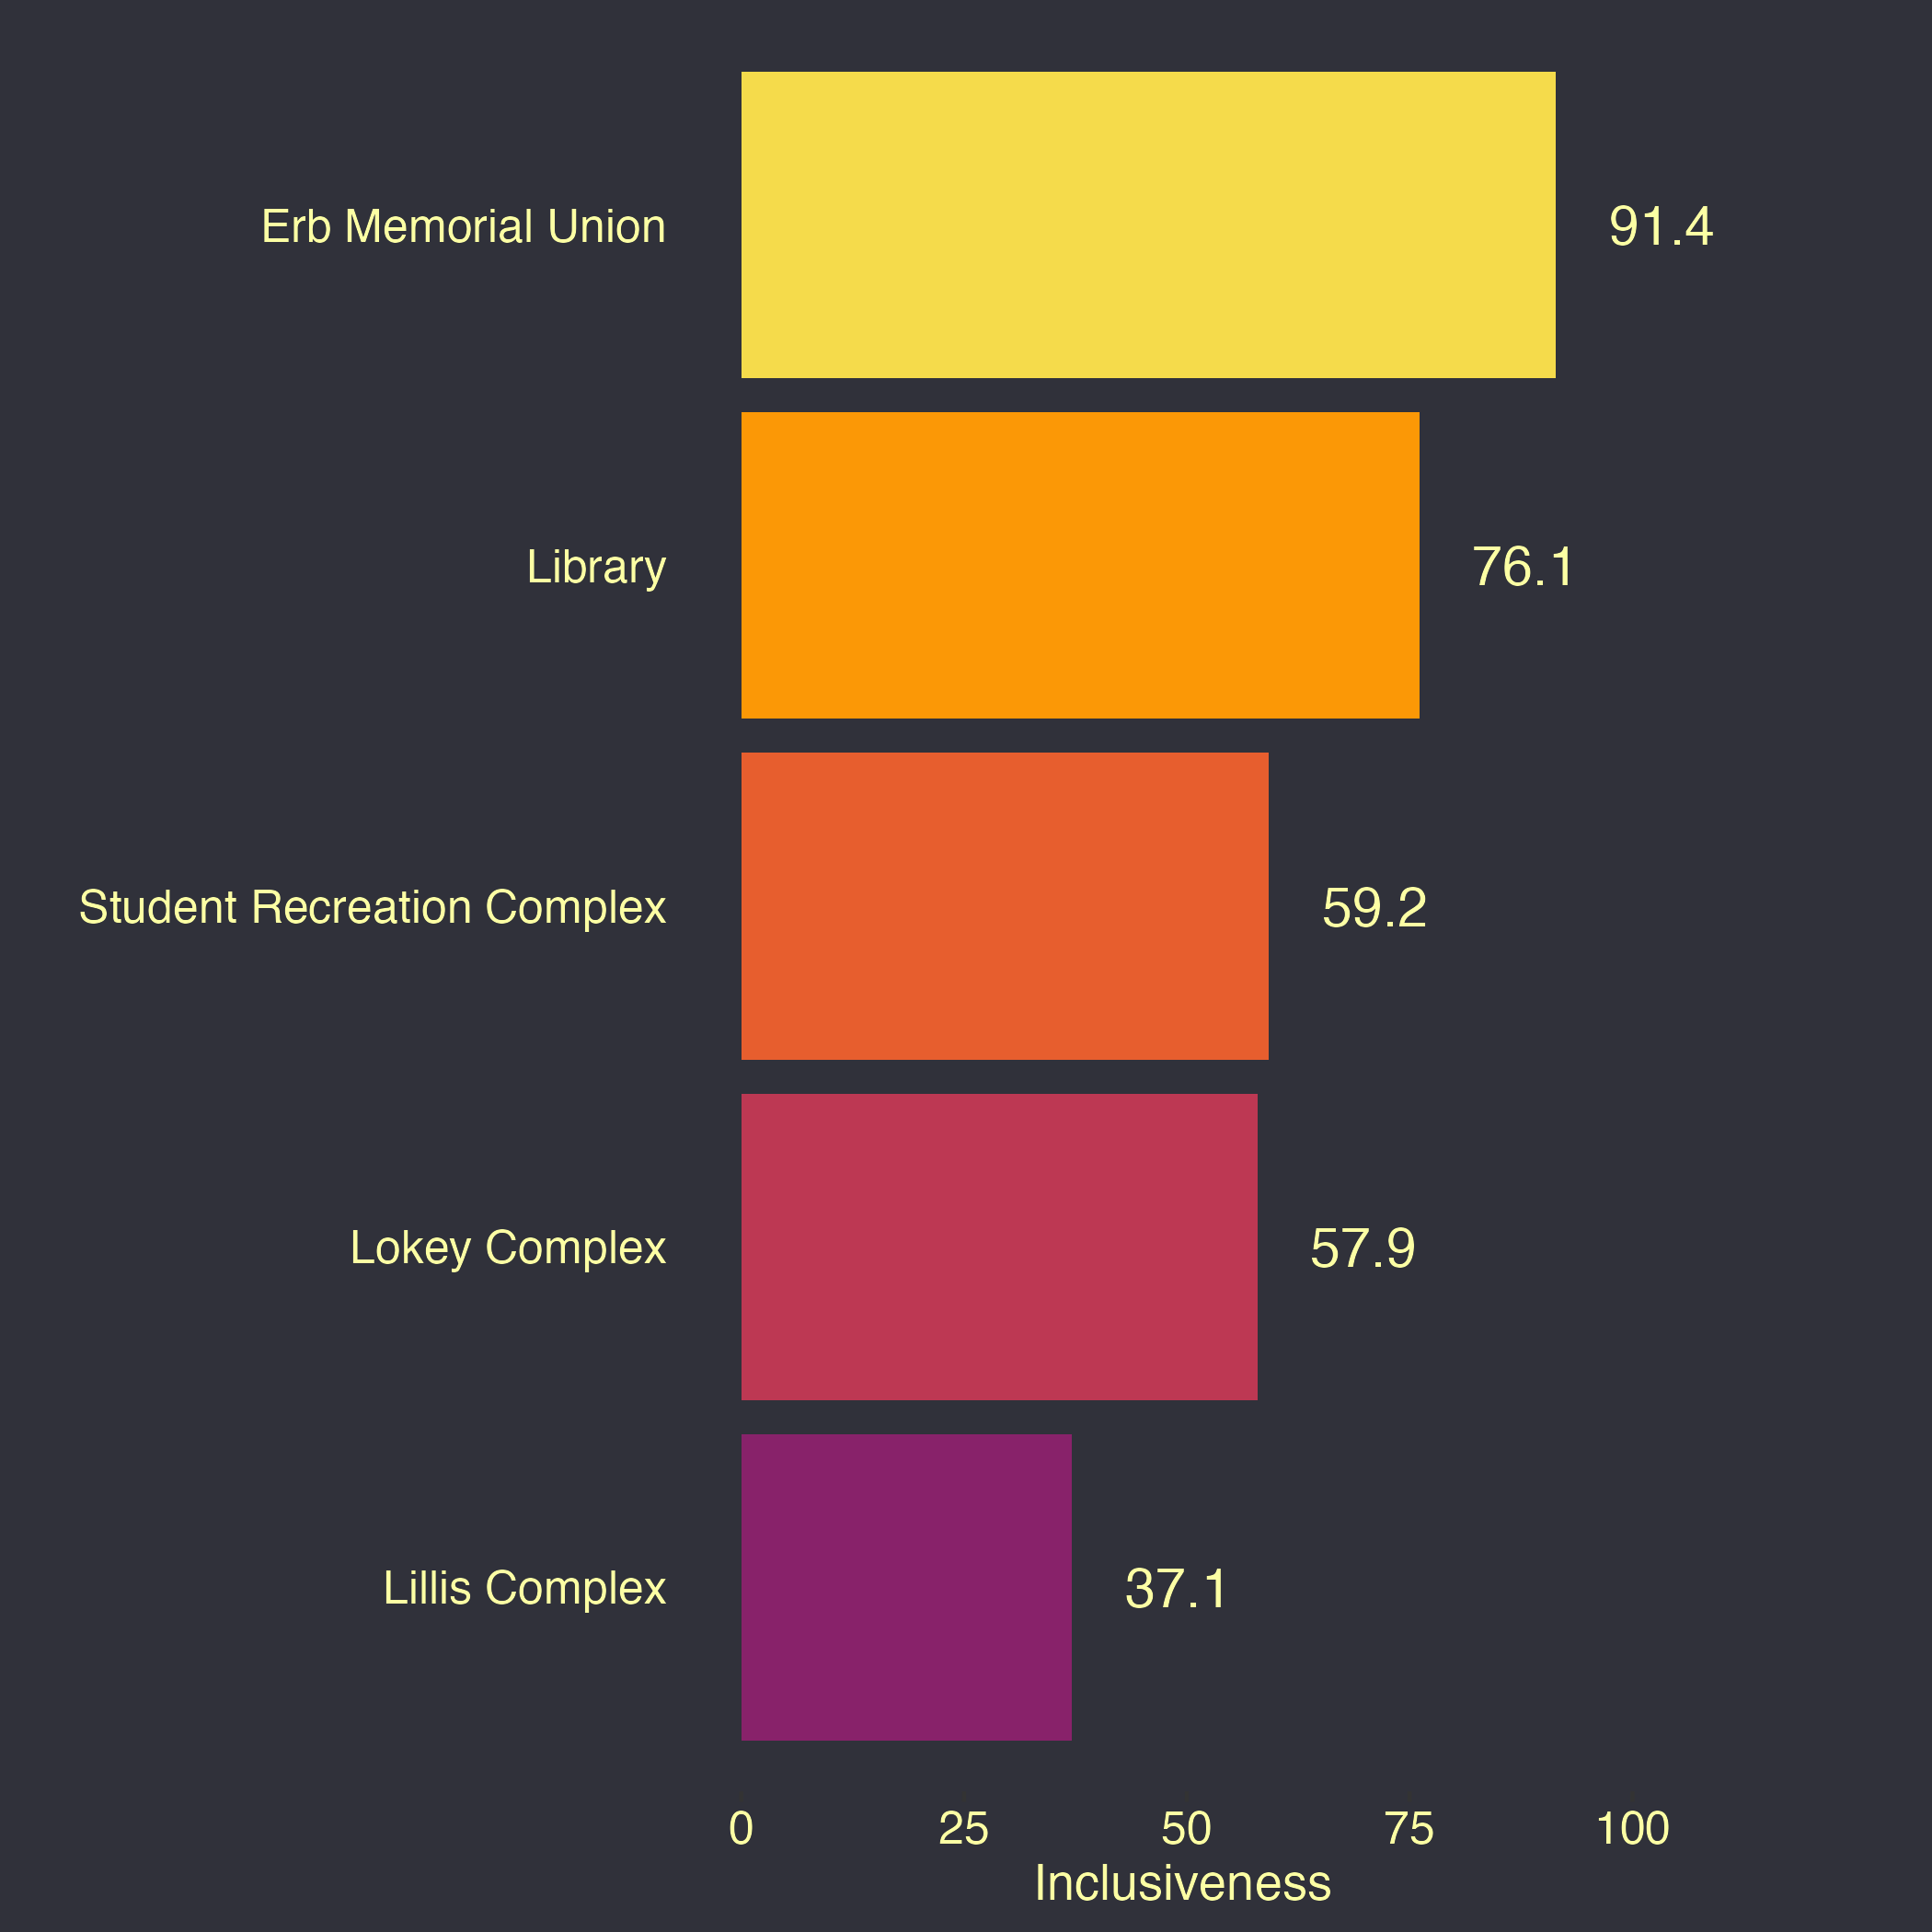 Erb Memorial Union 91.4
Library 76.1
Student Recreation Complex 59.2
Lokey Complex 57.9
Lillis Complex 37.1
0 25 50 75 100
Inclusiveness